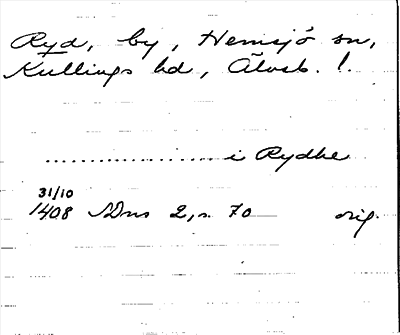 Ryd, by, Hemsjö sn,
Kullings hd, Älvsb. l.
..................... i Rydhe
31/10
1408 SDns 2, s. 70 orig.